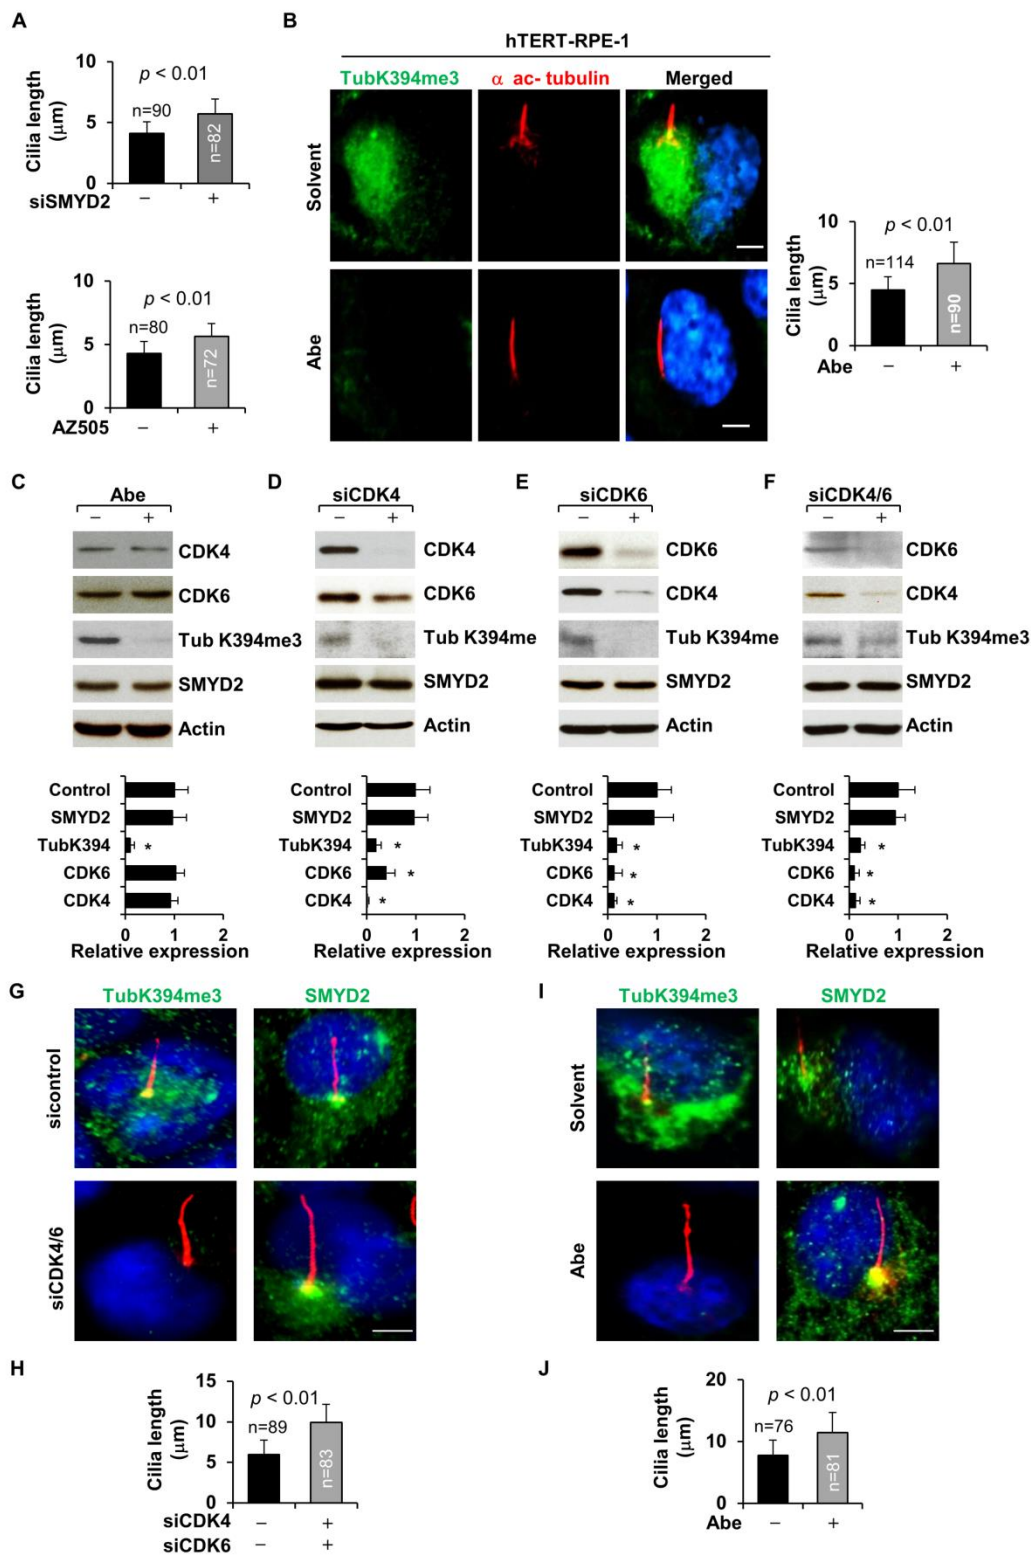 A
10
5
0
Cilia length
(μm)
p < 0.01
n=90
n=82
siSMYD2
– +
10
5
0
Cilia length
(μm)
p < 0.01
n=80
n=72
AZ505
– +
B
hTERT-RPE-1
TubK394me3 α ac- tubulin Merged
Solvent
Abe
10
5
0
Cilia length
(μm)
p < 0.01
n=114
n=90
Abe – +
C
Abe
– +
CDK4
CDK6
Tub K394me3
SMYD2
Actin
Control
SMYD2
TubK394
*
CDK6
CDK4
0 1 2
Relative expression
D
siCDK4
– +
CDK4
CDK6
Tub K394me
SMYD2
Actin
Control
SMYD2
TubK394
*
CDK6
*
CDK4
*
0 1 2
Relative expression
E
siCDK6
– +
CDK6
CDK4
Tub K394me
SMYD2
Actin
Control
SMYD2
TubK394
*
CDK6
*
CDK4
*
0 1 2
Relative expression
F
siCDK4/6
– +
CDK6
CDK4
Tub K394me3
SMYD2
Actin
Control
SMYD2
TubK394
*
CDK6
*
CDK4
*
0 1 2
Relative expression
G
TubK394me3 SMYD2
sicontrol
siCDK4/6
I
TubK394me3 SMYD2
Solvent
Abe
H
15
10
5
0
Cilia length
(μm)
p < 0.01
n=89
n=83
siCDK4 – +
siCDK6 – +
J
20
10
0
Cilia length
(μm)
p < 0.01
n=76
n=81
Abe – +